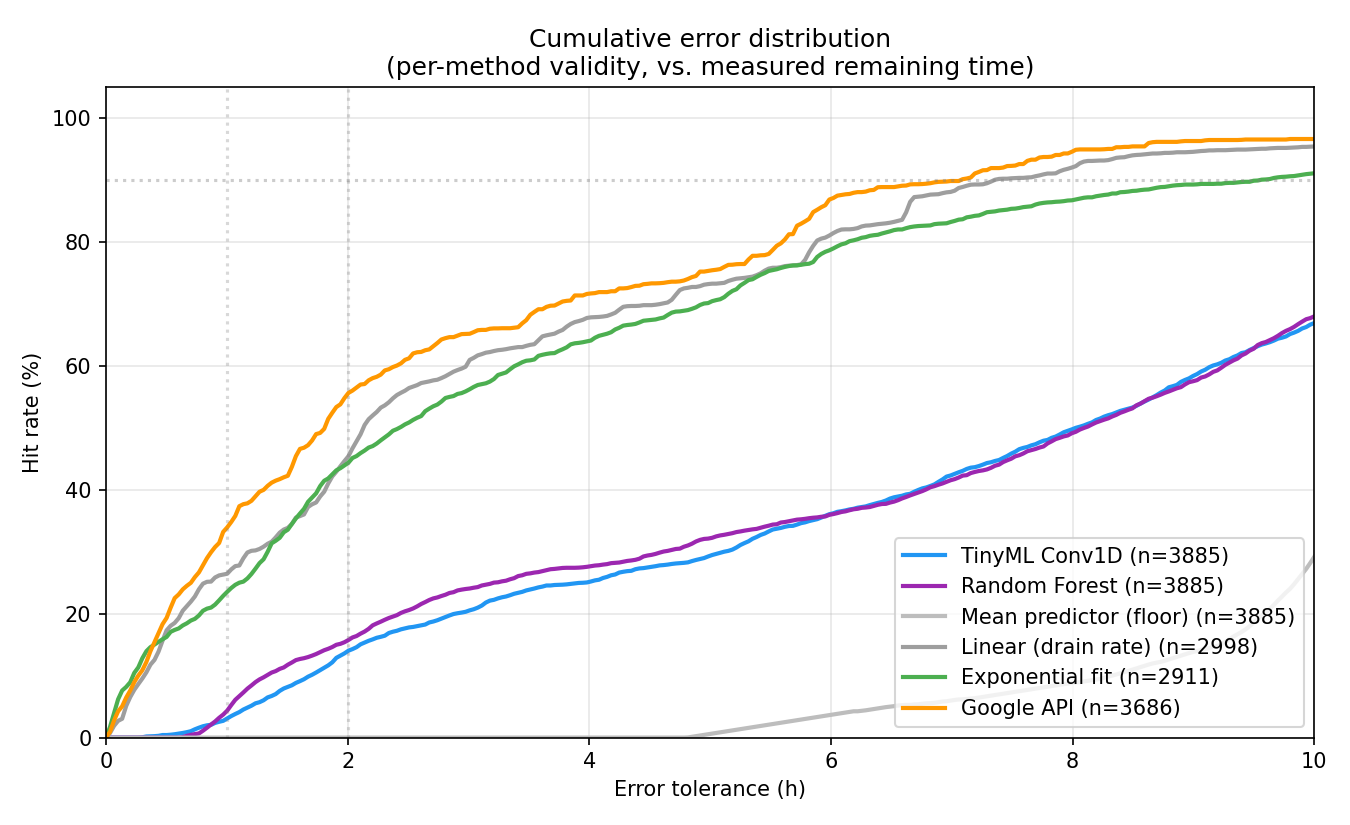 Cumulative error distribution
(per-method validity, vs. measured remaining time)
Hit rate (%)
100
80
60
40
20
0
0 2 4 6 8 10
Error tolerance (h)
TinyML Conv1D (n=3885)
Random Forest (n=3885)
Mean predictor (floor) (n=3885)
Linear (drain rate) (n=2998)
Exponential fit (n=2911)
Google API (n=3686)